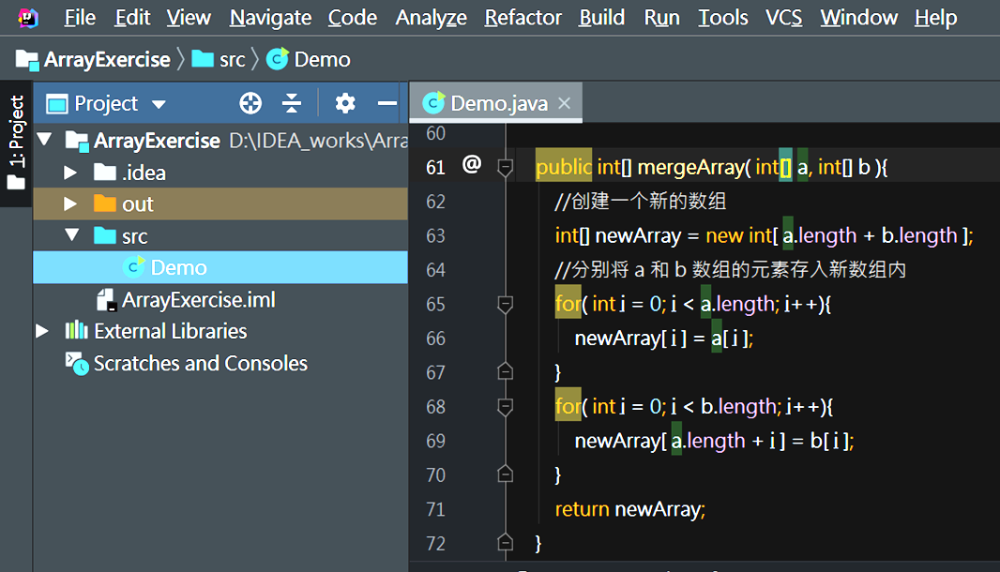 File Edit View Navigate Code Analyze Refactor Build Run Tools VCS Window Help
ArrayExercise src Demo
1: Project
Project
Demo.java
ArrayExercise D:\IDEA_works\Arra
.idea
out
src
Demo
ArrayExercise.iml
External Libraries
Scratches and Consoles
60
61 @ public int[] mergeArray( int[] a, int[] b ){
62 //创建一个新的数组
63 int[] newArray = new int[ a.length + b.length ];
64 //分别将 a 和 b 数组的元素存入新数组内
65 for( int i = 0; i < a.length; i++){
66 newArray[ i ] = a[ i ];
67 }
68 for( int i = 0; i < b.length; i++){
69 newArray[ a.length + i ] = b[ i ];
70 }
71 return newArray;
72 }